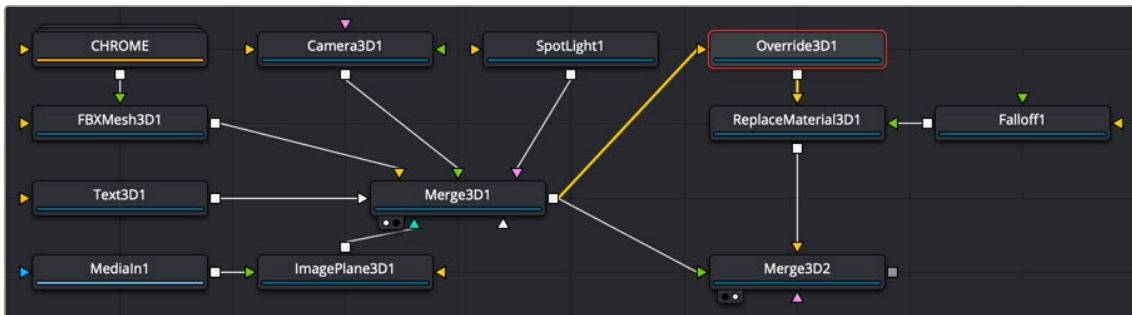 CHROME
Camera3D1
SpotLight1
Override3D1
FBXMesh3D1
ReplaceMaterial3D1
Falloff1
Text3D1
Merge3D1
MediaIn1
ImagePlane3D1
Merge3D2